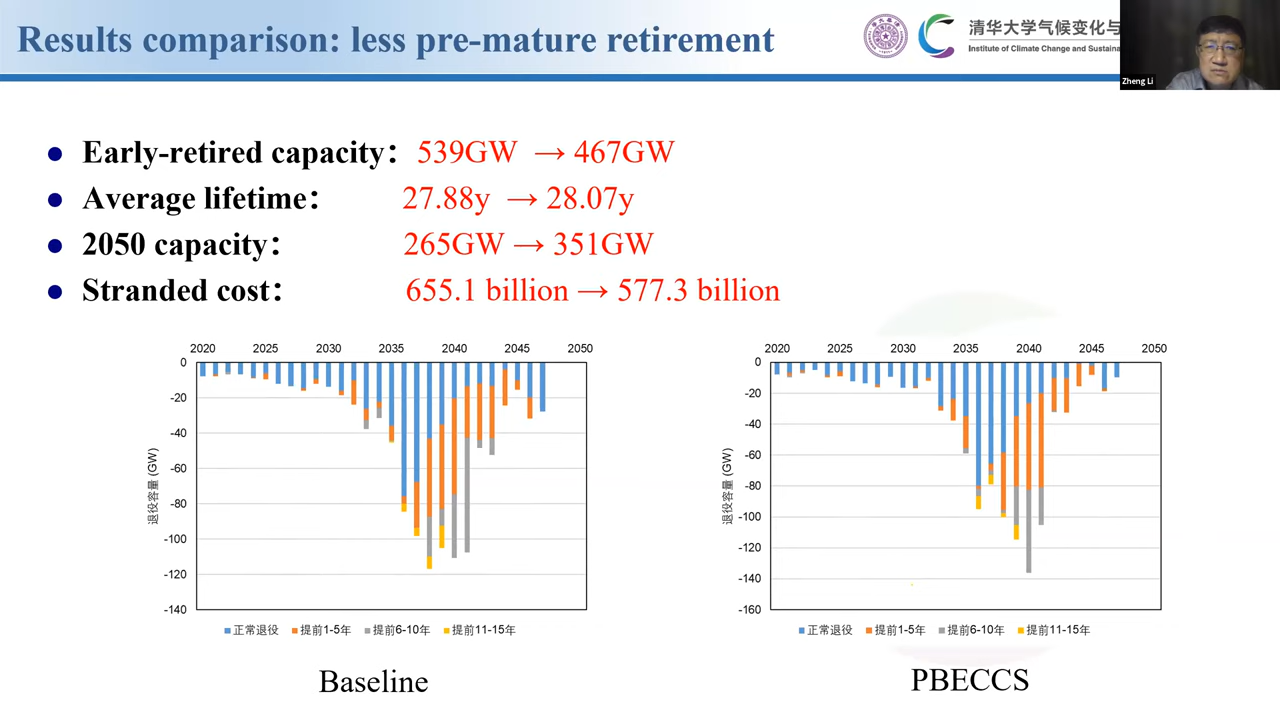 Results comparison: less pre-mature retirement
清华大学气候变化与
Institute of Climate Change and Sustaina
Zheng Li
● Early-retired capacity： 539GW → 467GW
● Average lifetime： 27.88y → 28.07y
● 2050 capacity： 265GW → 351GW
● Stranded cost： 655.1 billion → 577.3 billion
2020 2025 2030 2035 2040 2045 2050
0
-20
-40
-60
-80
-100
-120
-140
退役容量 (GW)
正常退役 提前1-5年 提前6-10年 提前11-15年
Baseline
2020 2025 2030 2035 2040 2045 2050
0
-20
-40
-60
-80
-100
-120
-140
-160
退役容量 (GW)
正常退役 提前1-5年 提前6-10年 提前11-15年
PBECCS